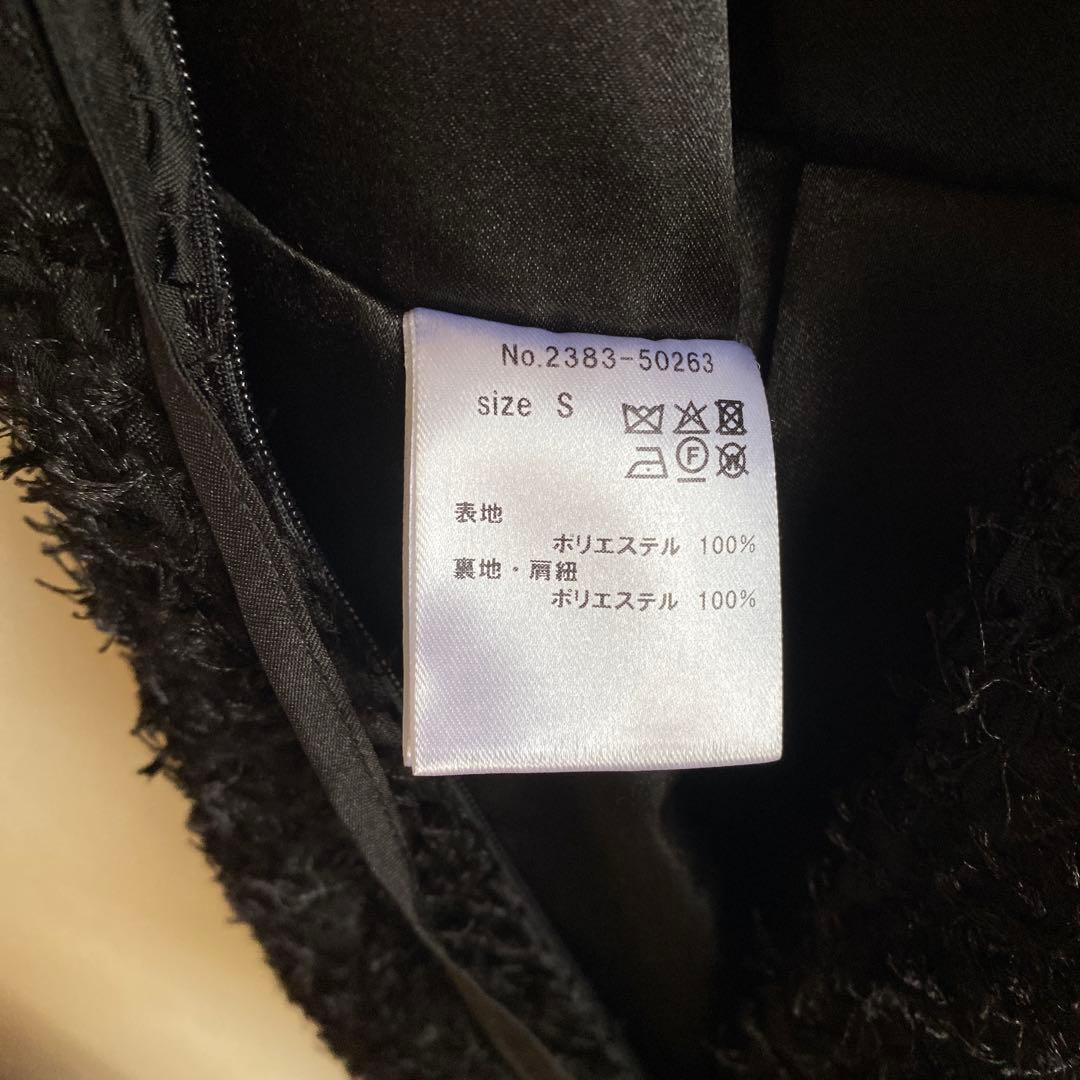 No.2383-50263
size S
F W
表地
ポリエステル 100%
裏地・肩紐
ポリエステル 100%